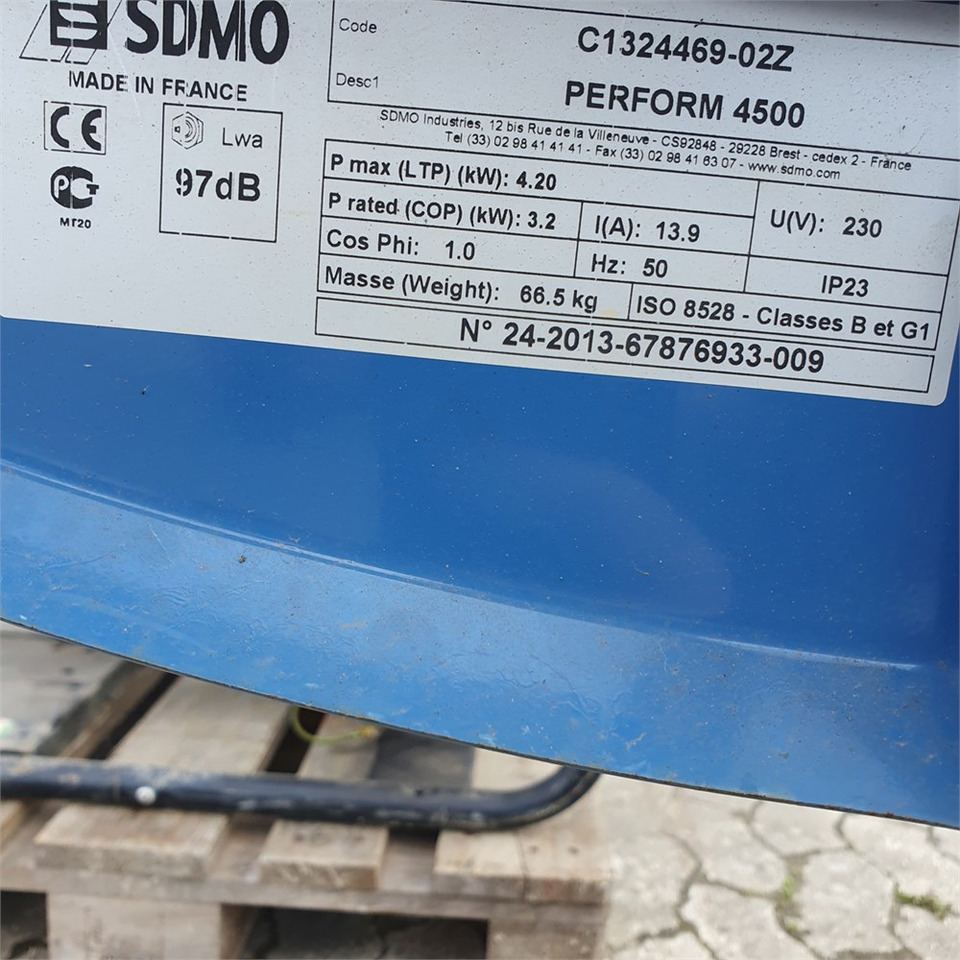 SDMO
MADE IN FRANCE
CE
Lwa
97dB
PCT
MT20
Code
C1324469-02Z
Desc1
PERFORM 4500
SDMO Industries, 12 bis Rue de la Villeneuve - CS92848 - 29228 Brest - cedex 2 - France
Tel (33) 02 98 41 41 41 - Fax (33) 02 98 41 63 07 - www.sdmo.com
P max (LTP) (kW): 4.20
P rated (COP) (kW): 3.2
I(A): 13.9
U(V): 230
Cos Phi: 1.0
Hz: 50
IP23
Masse (Weight): 66.5 kg
ISO 8528 - Classes B et G1
N° 24-2013-67876933-009